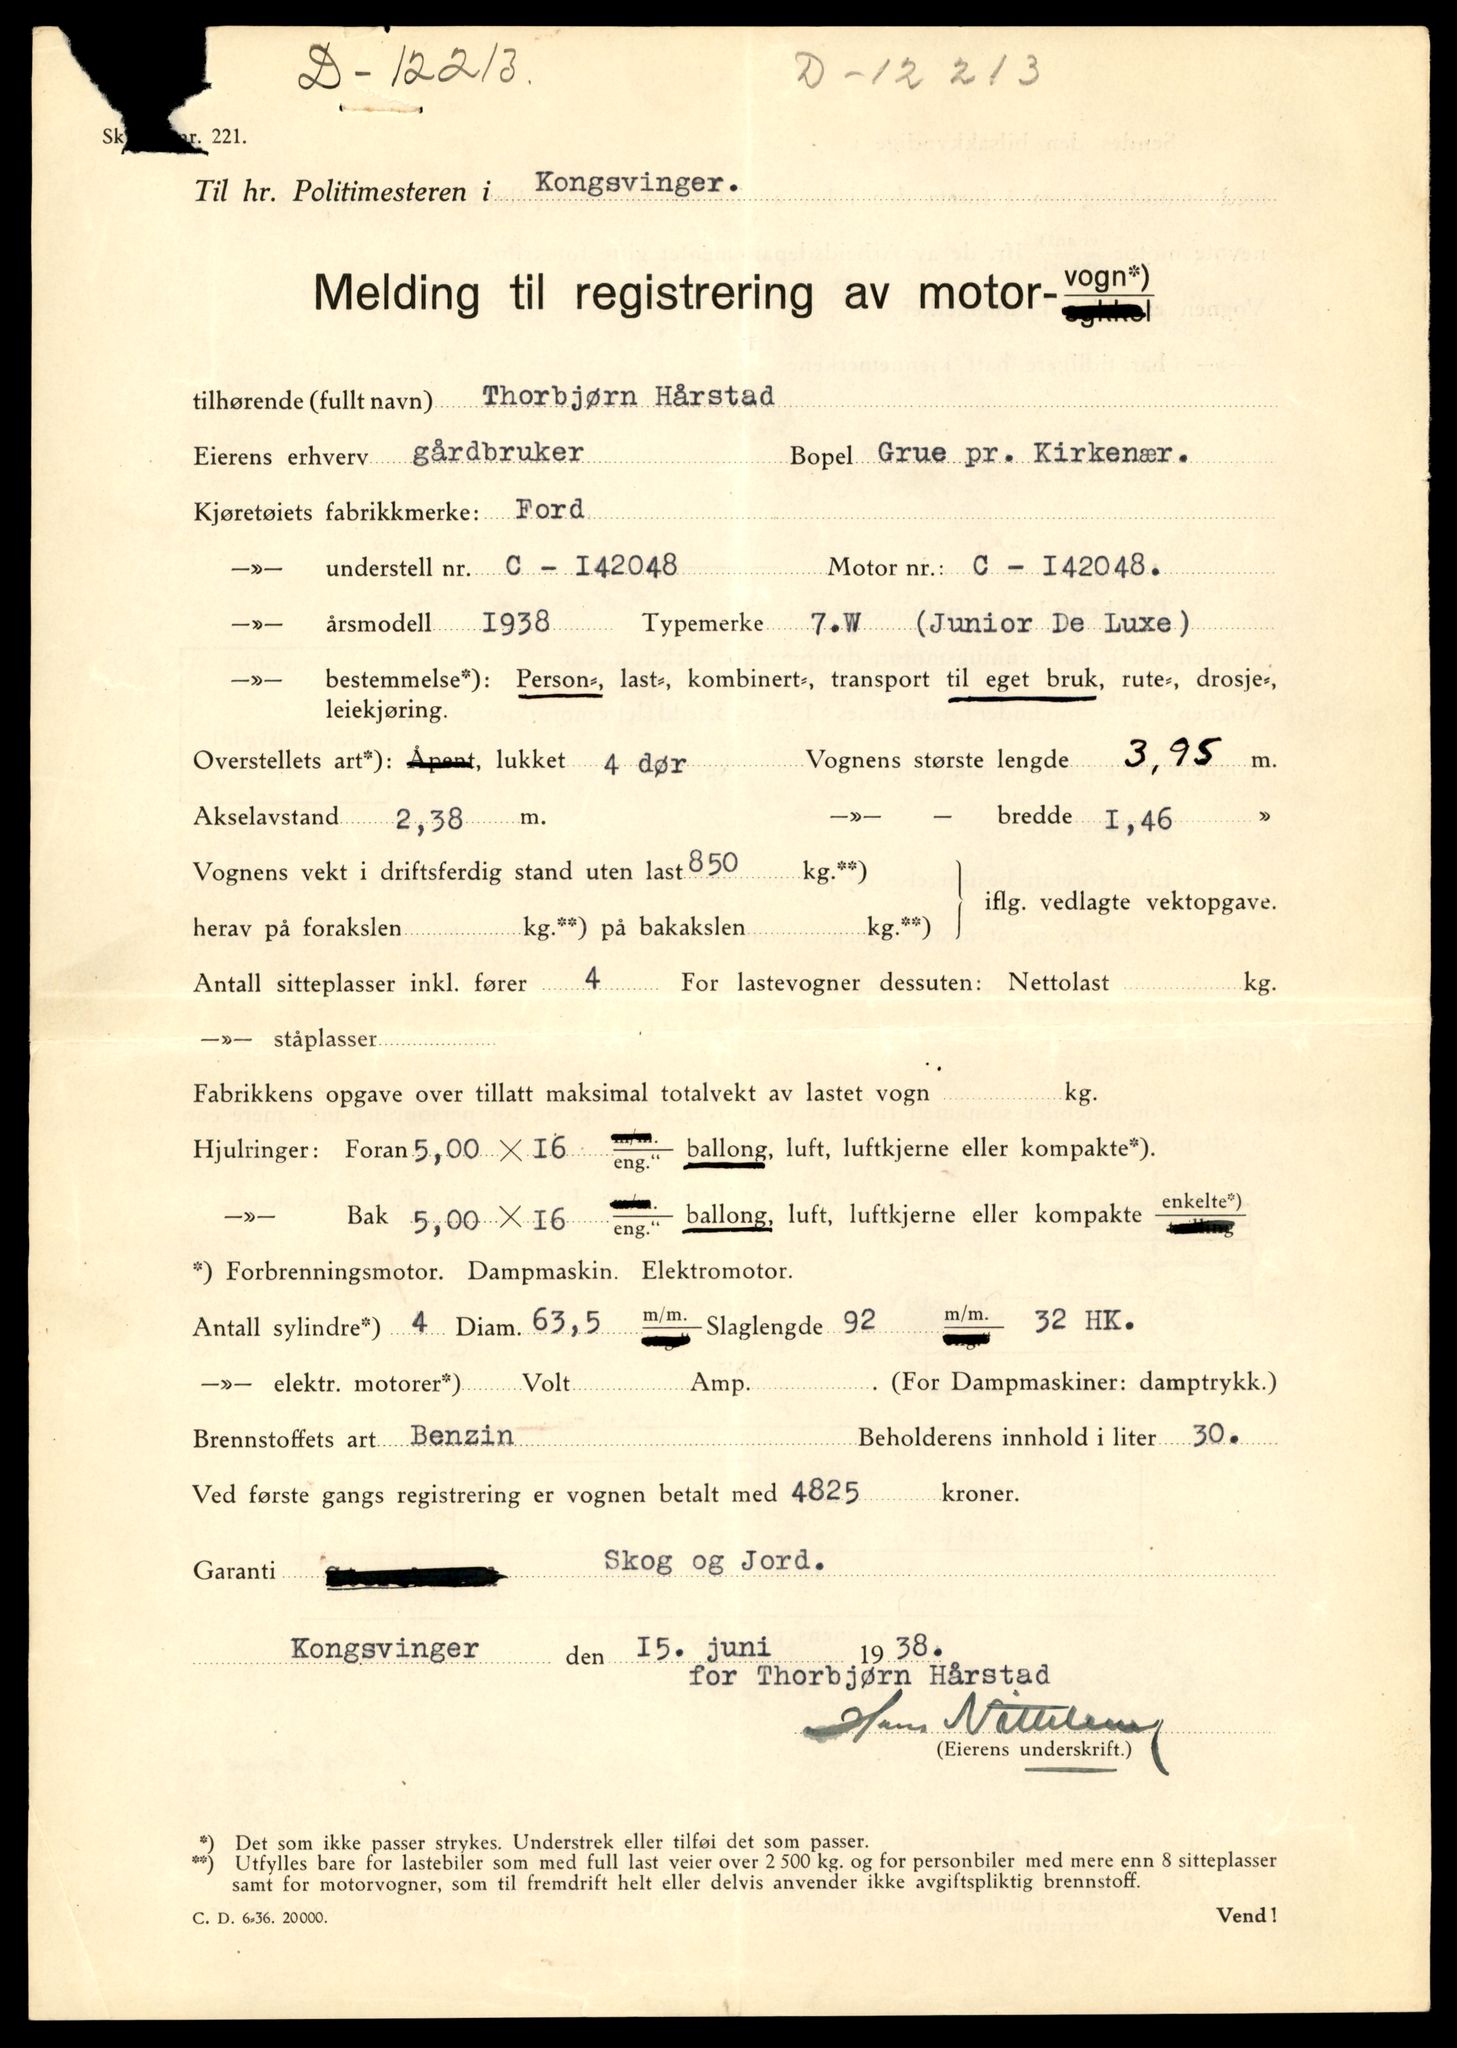 D - 12213. D - 12 213
Sk nr. 221.
Til hr. Politimesteren i Kongsvinger.
Melding til registrering av motor-vogn*)
tilhørende (fullt navn) Thorbjørn Hårstad
Eierens erhverv gårdbruker Bopel Grue pr. Kirkenær.
Kjøretøiets fabrikkmerke: Ford
—»— understell nr. C - I42048 Motor nr.: C - I42048.
—»— årsmodell I938 Typemerke 7.W (Junior De Luxe)
—»— bestemmelse*): Person-, last-, kombinert-, transport til eget bruk, rute-, drosje-,
leiekjøring.
Overstellets art*): Åpent, lukket 4 dør Vognens største lengde 3,95 m.
Akselavstand 2,38 m. —»— — bredde I,46 »
Vognens vekt i driftsferdig stand uten last 850 kg.**)
iflg. vedlagte vektopgave.
herav på forakslen kg.**) på bakakslen kg.**)
Antall sitteplasser inkl. fører 4 For lastevogner dessuten: Nettolast kg.
—»— ståplasser
Fabrikkens opgave over tillatt maksimal totalvekt av lastet vogn kg.
Hjulringer: Foran 5,00 X I6 m/m. eng." ballong, luft, luftkjerne eller kompakte*).
—»— Bak 5,00 X I6 m/m. eng." ballong, luft, luftkjerne eller kompakte enkelte*)
*) Forbrenningsmotor. Dampmaskin. Elektromotor.
Antall sylindre*) 4 Diam. 63,5 m/m. Slaglengde 92 m/m. 32 HK.
—»— elektr. motorer*) Volt Amp. . (For Dampmaskiner: damptrykk.)
Brennstoffets art Benzin Beholderens innhold i liter 30.
Ved første gangs registrering er vognen betalt med 4825 kroner.
Garanti Skog og Jord.
Kongsvinger den I5. juni 19 38.
for Thorbjørn Hårstad
Hans
(Eierens underskrift.)
*) Det som ikke passer strykes. Understrek eller tilføi det som passer.
**) Utfylles bare for lastebiler som med full last veier over 2 500 kg. og for personbiler med mere enn 8 sitteplasser
samt for motorvogner, som til fremdrift helt eller delvis anvender ikke avgiftspliktig brennstoff.
C. D. 6-36. 20000. Vend!